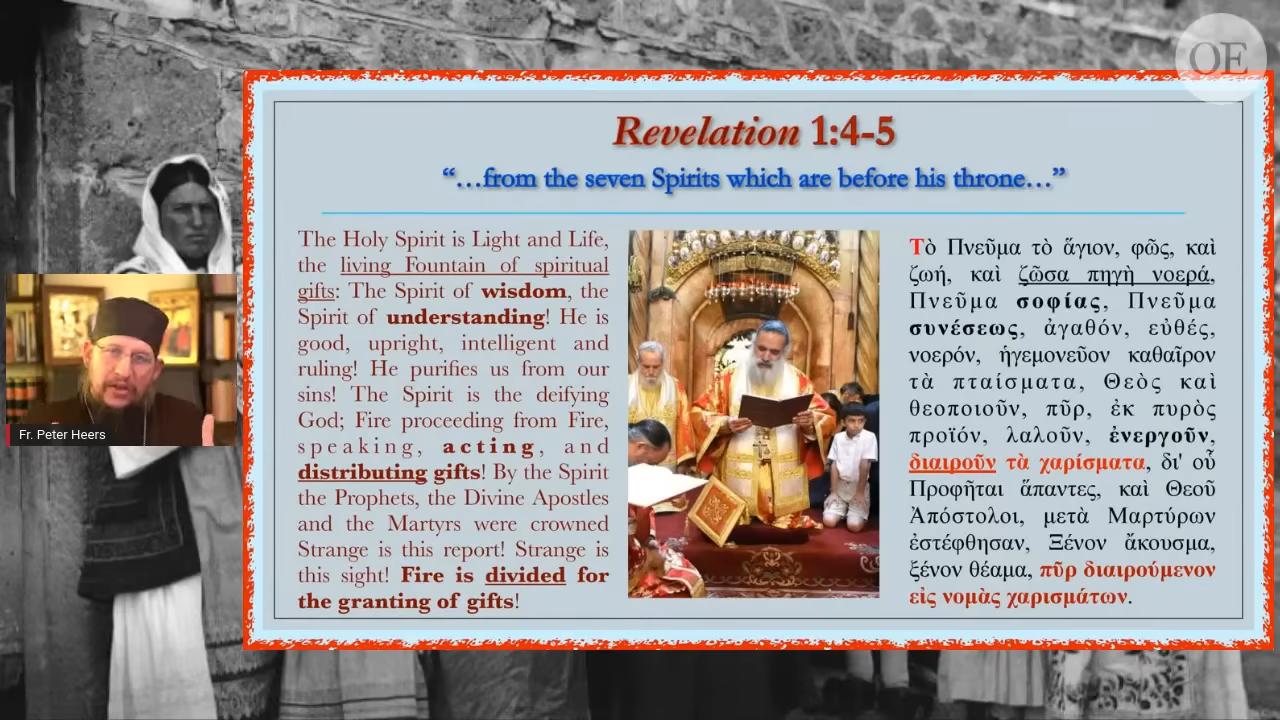 OE
Revelation 1:4-5
“…from the seven Spirits which are before his throne…”
The Holy Spirit is Light and Life,
the living Fountain of spiritual
gifts: The Spirit of wisdom, the
Spirit of understanding! He is
good, upright, intelligent and
ruling! He purifies us from our
sins! The Spirit is the deifying
God; Fire proceeding from Fire,
speaking, acting, and
distributing gifts! By the Spirit
the Prophets, the Divine Apostles
and the Martyrs were crowned
Strange is this report! Strange is
this sight! Fire is divided for
the granting of gifts!
Τὸ Πνεῦμα τὸ ἅγιον, φῶς, καὶ
ζωή, καὶ ζῶσα πηγὴ νοερά,
Πνεῦμα σοφίας, Πνεῦμα
συνέσεως, ἀγαθόν, εὐθές,
νοερόν, ἡγεμονεῦον καθαῖρον
τὰ πταίσματα, Θεὸς καὶ
θεοποιοῦν, πῦρ, ἐκ πυρὸς
προϊόν, λαλοῦν, ἐνεργοῦν,
διαιροῦν τὰ χαρίσματα, δι' οὗ
Προφῆται ἅπαντες, καὶ Θεοῦ
Ἀπόστολοι, μετὰ Μαρτύρων
ἐστέφθησαν, Ξένον ἄκουσμα,
ξένον θέαμα, πῦρ διαιρούμενον
εἰς νομὰς χαρισμάτων.
Fr. Peter Heers